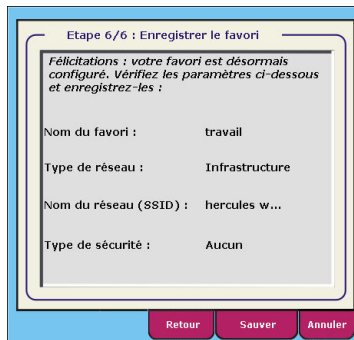 Etape 6/6 : Enregistrer le favori
Félicitations : votre favori est désormais
configuré. Vérifiez les paramètres ci-dessous
et enregistrez-les :
Nom du favori : travail
Type de réseau : Infrastructure
Nom du réseau (SSID) : hercules w...
Type de sécurité : Aucun
Retour Sauver Annuler